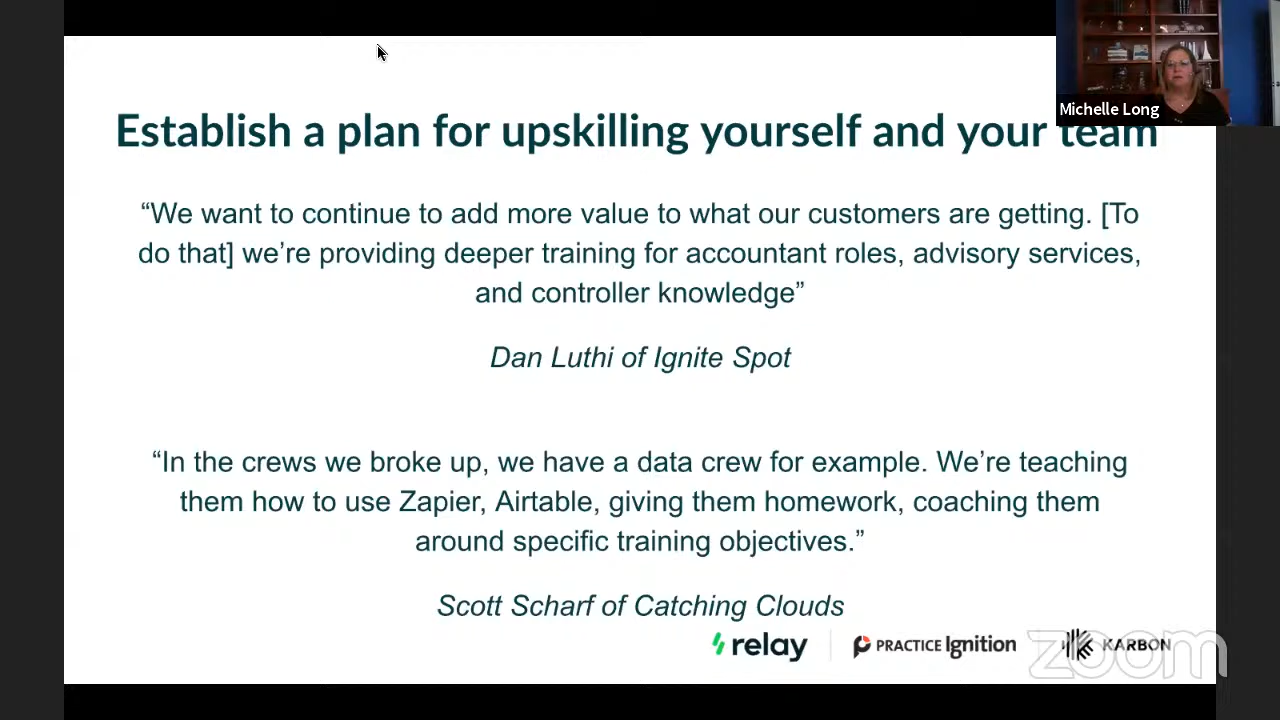 Michelle Long
Establish a plan for upskilling yourself and your team
“We want to continue to add more value to what our customers are getting. [To
do that] we’re providing deeper training for accountant roles, advisory services,
and controller knowledge”
Dan Luthi of Ignite Spot
“In the crews we broke up, we have a data crew for example. We’re teaching
them how to use Zapier, Airtable, giving them homework, coaching them
around specific training objectives.”
Scott Scharf of Catching Clouds
relay
PRACTICE Ignition
KARBON
zoom